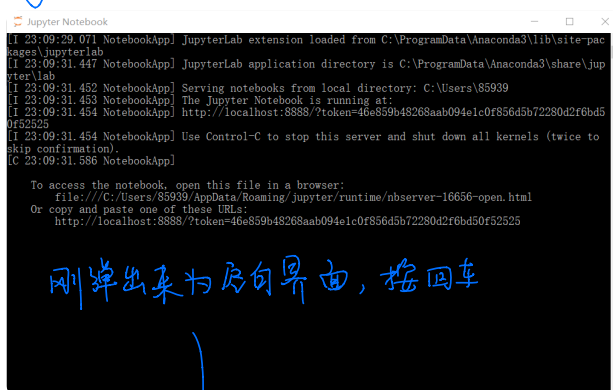 Jupyter Notebook
[I 23:09:29.071 NotebookApp] JupyterLab extension loaded from C:\ProgramData\Anaconda3\lib\site-pac
kages\jupyterlab
[I 23:09:31.447 NotebookApp] JupyterLab application directory is C:\ProgramData\Anaconda3\share\jup
yter\lab
[I 23:09:31.452 NotebookApp] Serving notebooks from local directory: C:\Users\85939
[I 23:09:31.453 NotebookApp] The Jupyter Notebook is running at:
[I 23:09:31.454 NotebookApp] http://localhost:8888/?token=46e859b48268aab094e1c0f856d5b72280d2f6bd5
0f52525
[I 23:09:31.454 NotebookApp] Use Control-C to stop this server and shut down all kernels (twice to
skip confirmation).
[C 23:09:31.586 NotebookApp]
To access the notebook, open this file in a browser:
file:///C:/Users/85939/AppData/Roaming/jupyter/runtime/nbserver-16656-open.html
Or copy and paste one of these URLs:
http://localhost:8888/?token=46e859b48268aab094e1c0f856d5b72280d2f6bd50f52525
刚弹出来为 界面, 按回车